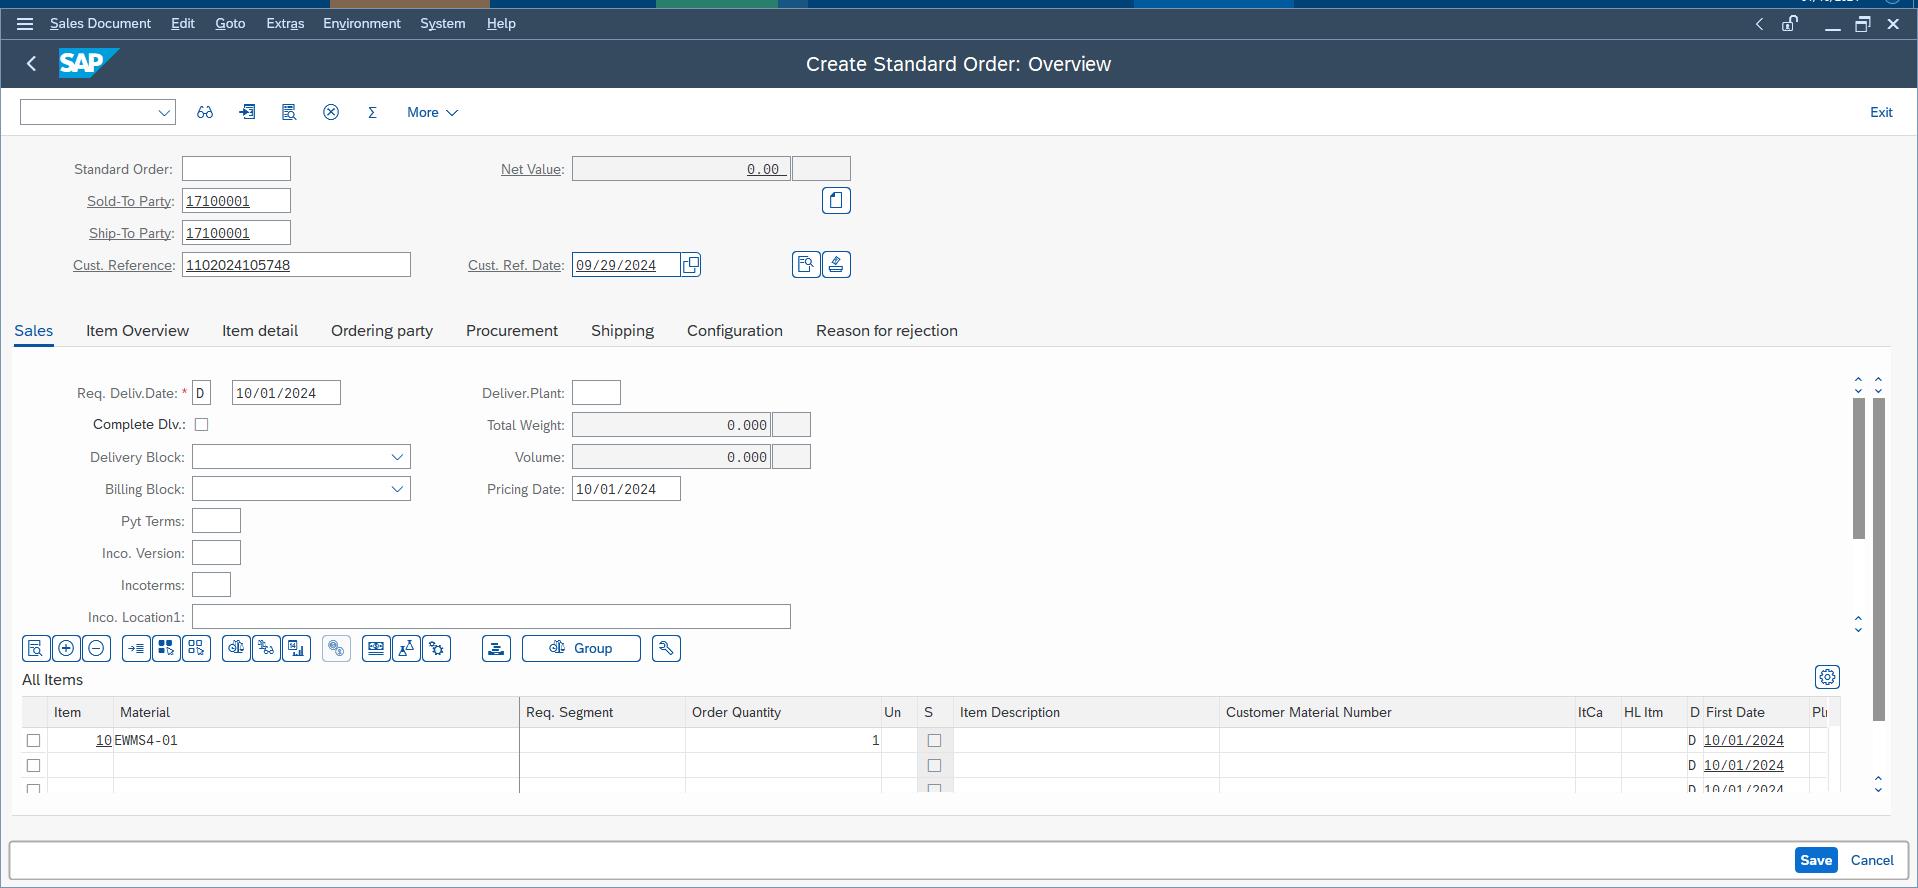 Sales Document Edit Goto Extras Environment System Help
SAP Create Standard Order: Overview
More Exit
Standard Order: Net Value: 0.00
Sold-To Party: 17100001
Ship-To Party: 17100001
Cust. Reference: 1102024105748 Cust. Ref. Date: 09/29/2024
Sales Item Overview Item detail Ordering party Procurement Shipping Configuration Reason for rejection
Req. Deliv.Date: * D 10/01/2024 Deliver.Plant:
Complete Dlv.: Total Weight: 0.000
Delivery Block: Volume: 0.000
Billing Block: Pricing Date: 10/01/2024
Pyt Terms:
Inco. Version:
Incoterms:
Inco. Location1:
Group
All Items
Item Material Req. Segment Order Quantity Un S Item Description Customer Material Number ItCa HL Itm D First Date
10 EWMS4-01 1 D 10/01/2024
D 10/01/2024
D 10/01/2024
Save Cancel